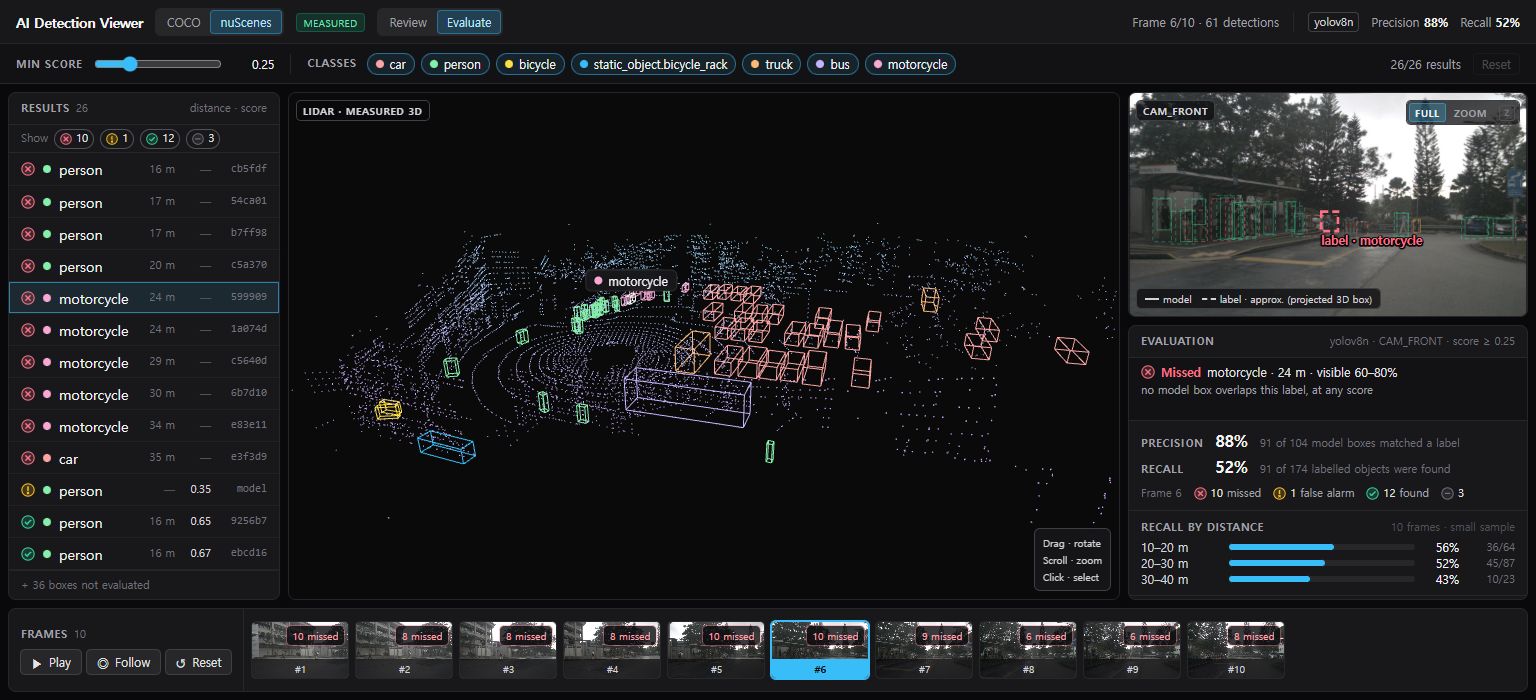 AI Detection Viewer COCO nuScenes MEASURED Review Evaluate Frame 6/10 · 61 detections yolov8n Precision 88% Recall 52%
MIN SCORE 0.25 CLASSES car person bicycle static_object.bicycle_rack truck bus motorcycle 26/26 results Reset
RESULTS 26 distance · score
Show 10 1 12 3
person 16 m — cb5fdf
person 17 m — 54ca01
person 17 m — b7ff98
person 20 m — c5a370
motorcycle 24 m — 599909
motorcycle 24 m — 1a074d
motorcycle 29 m — c5640d
motorcycle 30 m — 6b7d10
motorcycle 34 m — e83e11
car 35 m — e3f3d9
person — 0.35 model
person 16 m 0.65 9256b7
person 16 m 0.67 ebcd16
+ 36 boxes not evaluated
LIDAR · MEASURED 3D
motorcycle
Drag · rotate
Scroll · zoom
Click · select
CAM_FRONT FULL ZOOM Z
label · motorcycle
model label · approx. (projected 3D box)
EVALUATION yolov8n · CAM_FRONT · score ≥ 0.25
Missed motorcycle · 24 m · visible 60–80%
no model box overlaps this label, at any score
PRECISION 88% 91 of 104 model boxes matched a label
RECALL 52% 91 of 174 labelled objects were found
Frame 6 10 missed 1 false alarm 12 found 3
RECALL BY DISTANCE 10 frames · small sample
10–20 m 56% 36/64
20–30 m 52% 45/87
30–40 m 43% 10/23
FRAMES 10
Play Follow Reset
10 missed 8 missed 8 missed 8 missed 10 missed 10 missed 9 missed 6 missed 6 missed 8 missed
#1 #2 #3 #4 #5 #6 #7 #8 #9 #10